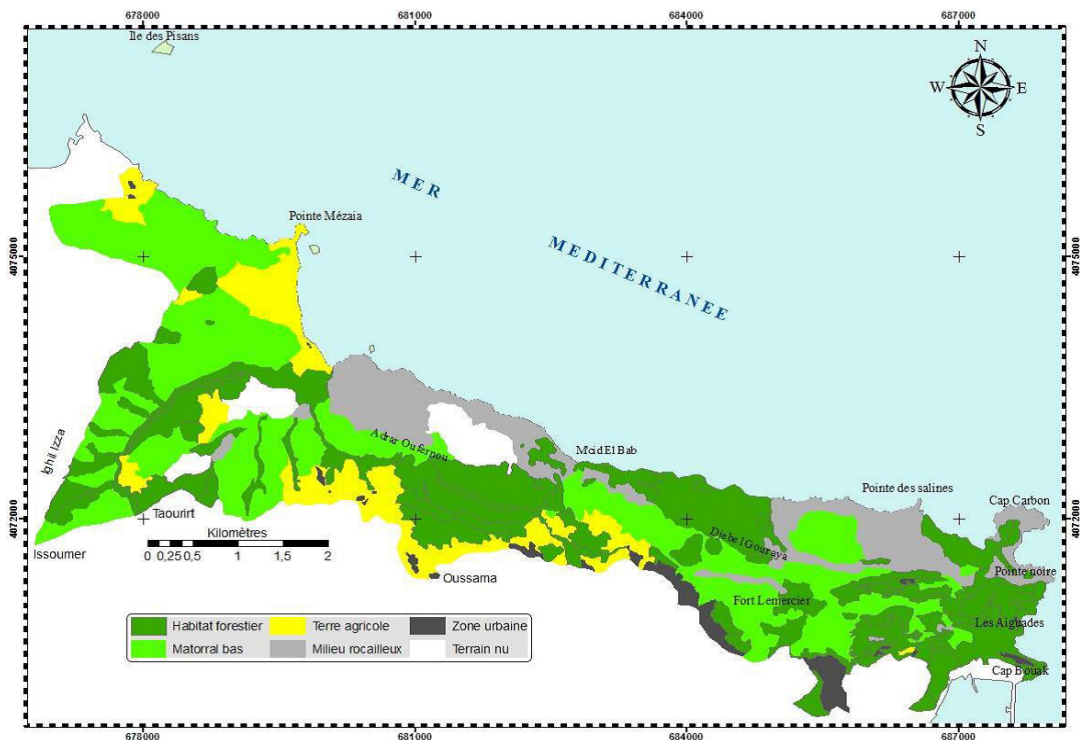 678000 681000 684000 687000
Ile des Pisans
N
W E
S
MER
MEDITERRANEE
Pointe Mézaia
4075000 4075000
Adrar Oufernou
Mcid El Bab
Ighil Izza
Pointe des salines
Cap Carbon
4072000 4072000
Taourirt
Djebel Gouraya
Issoumer
Kilomètres
0 0,25 0,5 1 1,5 2
Oussama
Pointe noire
Fort Lemercier
Les Aiguades
Cap Bouak
Habitat forestier Terre agricole Zone urbaine
Matorral bas Milieu rocailleux Terrain nu
678000 681000 684000 687000